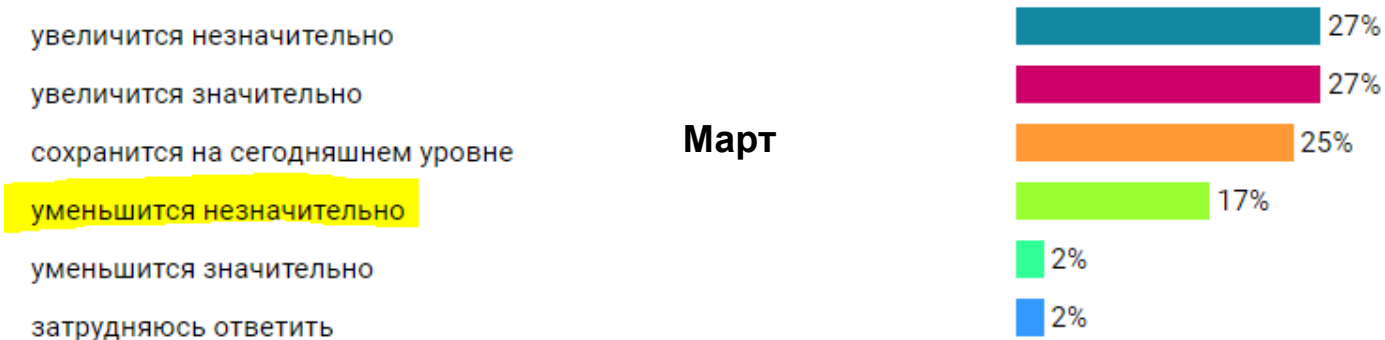 увеличится незначительно 27%
увеличится значительно 27%
Март
сохранится на сегодняшнем уровне 25%
уменьшится незначительно 17%
уменьшится значительно 2%
затрудняюсь ответить 2%